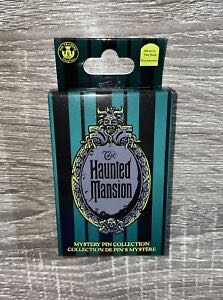 The
Haunted
Mansion
MYSTERY PIN COLLECTION
COLLECTION DE PIN'S MYSTÈRE